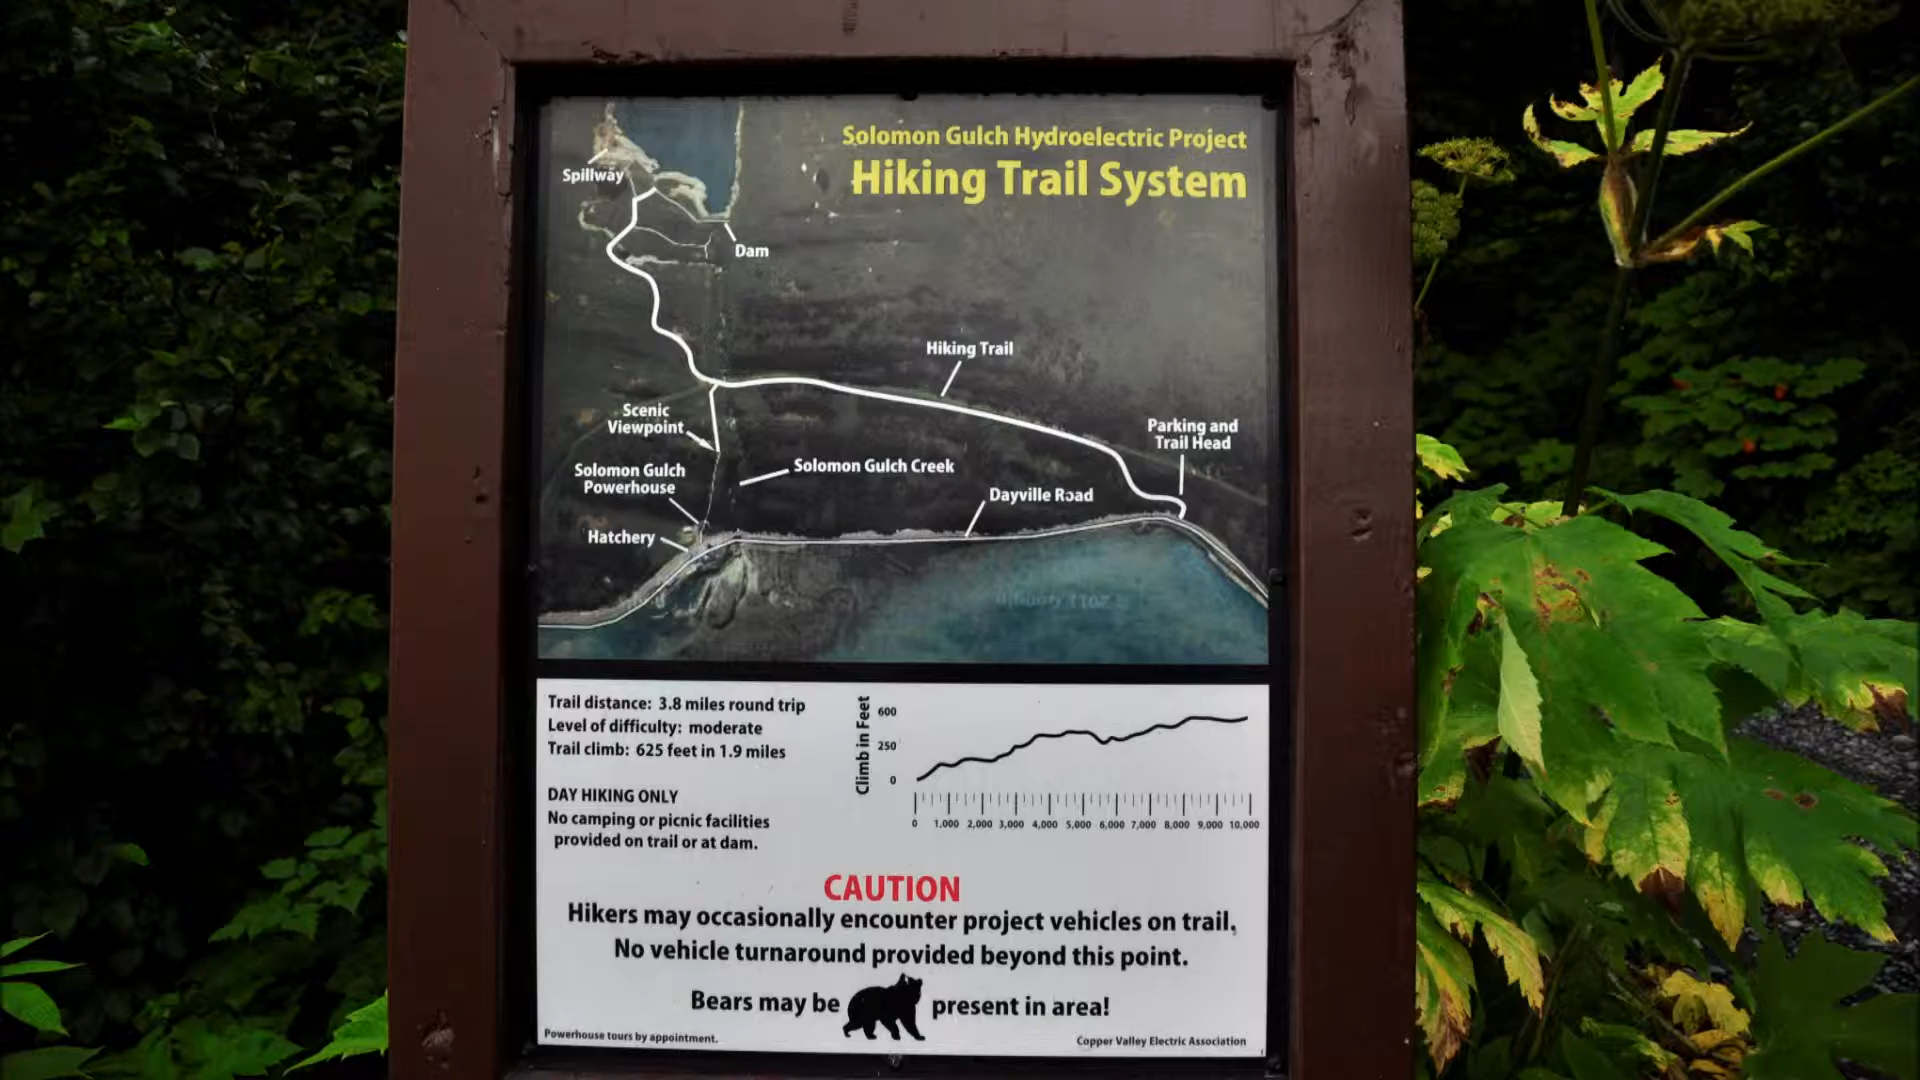 Solomon Gulch Hydroelectric Project
Hiking Trail System
Spillway
Dam
Hiking Trail
Scenic
Viewpoint
Parking and
Trail Head
Solomon Gulch
Powerhouse
Solomon Gulch Creek
Dayville Road
Hatchery
Trail distance: 3.8 miles round trip
Level of difficulty: moderate
Trail climb: 625 feet in 1.9 miles
DAY HIKING ONLY
No camping or picnic facilities
provided on trail or at dam.
Climb in Feet
600
250
0
0 1,000 2,000 3,000 4,000 5,000 6,000 7,000 8,000 9,000 10,000
CAUTION
Hikers may occasionally encounter project vehicles on trail.
No vehicle turnaround provided beyond this point.
Bears may be present in area!
Powerhouse tours by appointment.
Copper Valley Electric Association